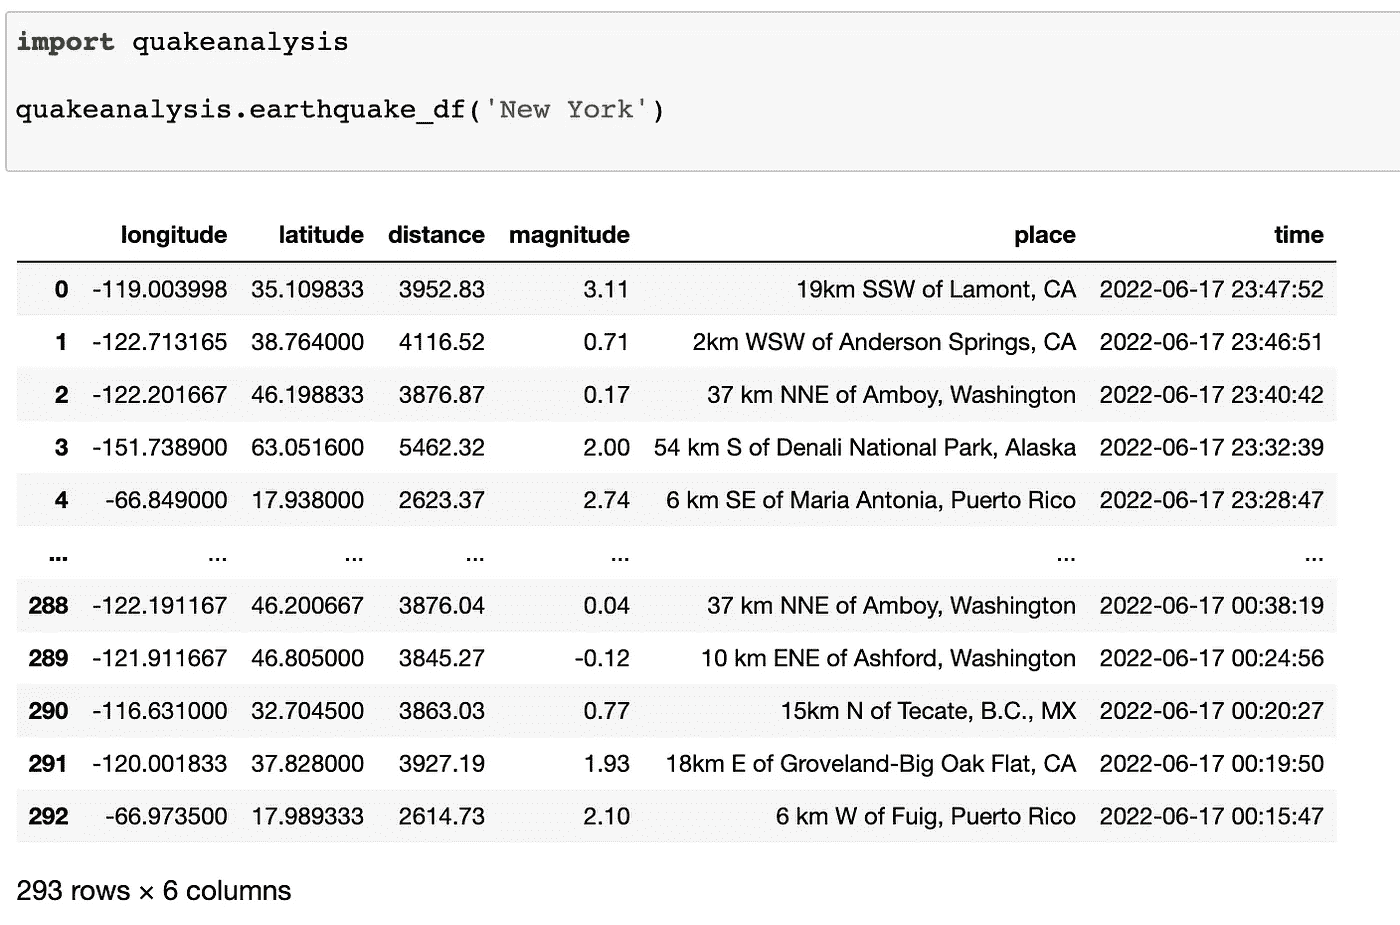 import quakeanalysis
quakeanalysis.earthquake_df('New York')
longitude latitude distance magnitude place time
0 -119.003998 35.109833 3952.83 3.11 19km SSW of Lamont, CA 2022-06-17 23:47:52
1 -122.713165 38.764000 4116.52 0.71 2km WSW of Anderson Springs, CA 2022-06-17 23:46:51
2 -122.201667 46.198833 3876.87 0.17 37 km NNE of Amboy, Washington 2022-06-17 23:40:42
3 -151.738900 63.051600 5462.32 2.00 54 km S of Denali National Park, Alaska 2022-06-17 23:32:39
4 -66.849000 17.938000 2623.37 2.74 6 km SE of Maria Antonia, Puerto Rico 2022-06-17 23:28:47
... ... ... ... ... ... ...
288 -122.191167 46.200667 3876.04 0.04 37 km NNE of Amboy, Washington 2022-06-17 00:38:19
289 -121.911667 46.805000 3845.27 -0.12 10 km ENE of Ashford, Washington 2022-06-17 00:24:56
290 -116.631000 32.704500 3863.03 0.77 15km N of Tecate, B.C., MX 2022-06-17 00:20:27
291 -120.001833 37.828000 3927.19 1.93 18km E of Groveland-Big Oak Flat, CA 2022-06-17 00:19:50
292 -66.973500 17.989333 2614.73 2.10 6 km W of Fuig, Puerto Rico 2022-06-17 00:15:47
293 rows × 6 columns